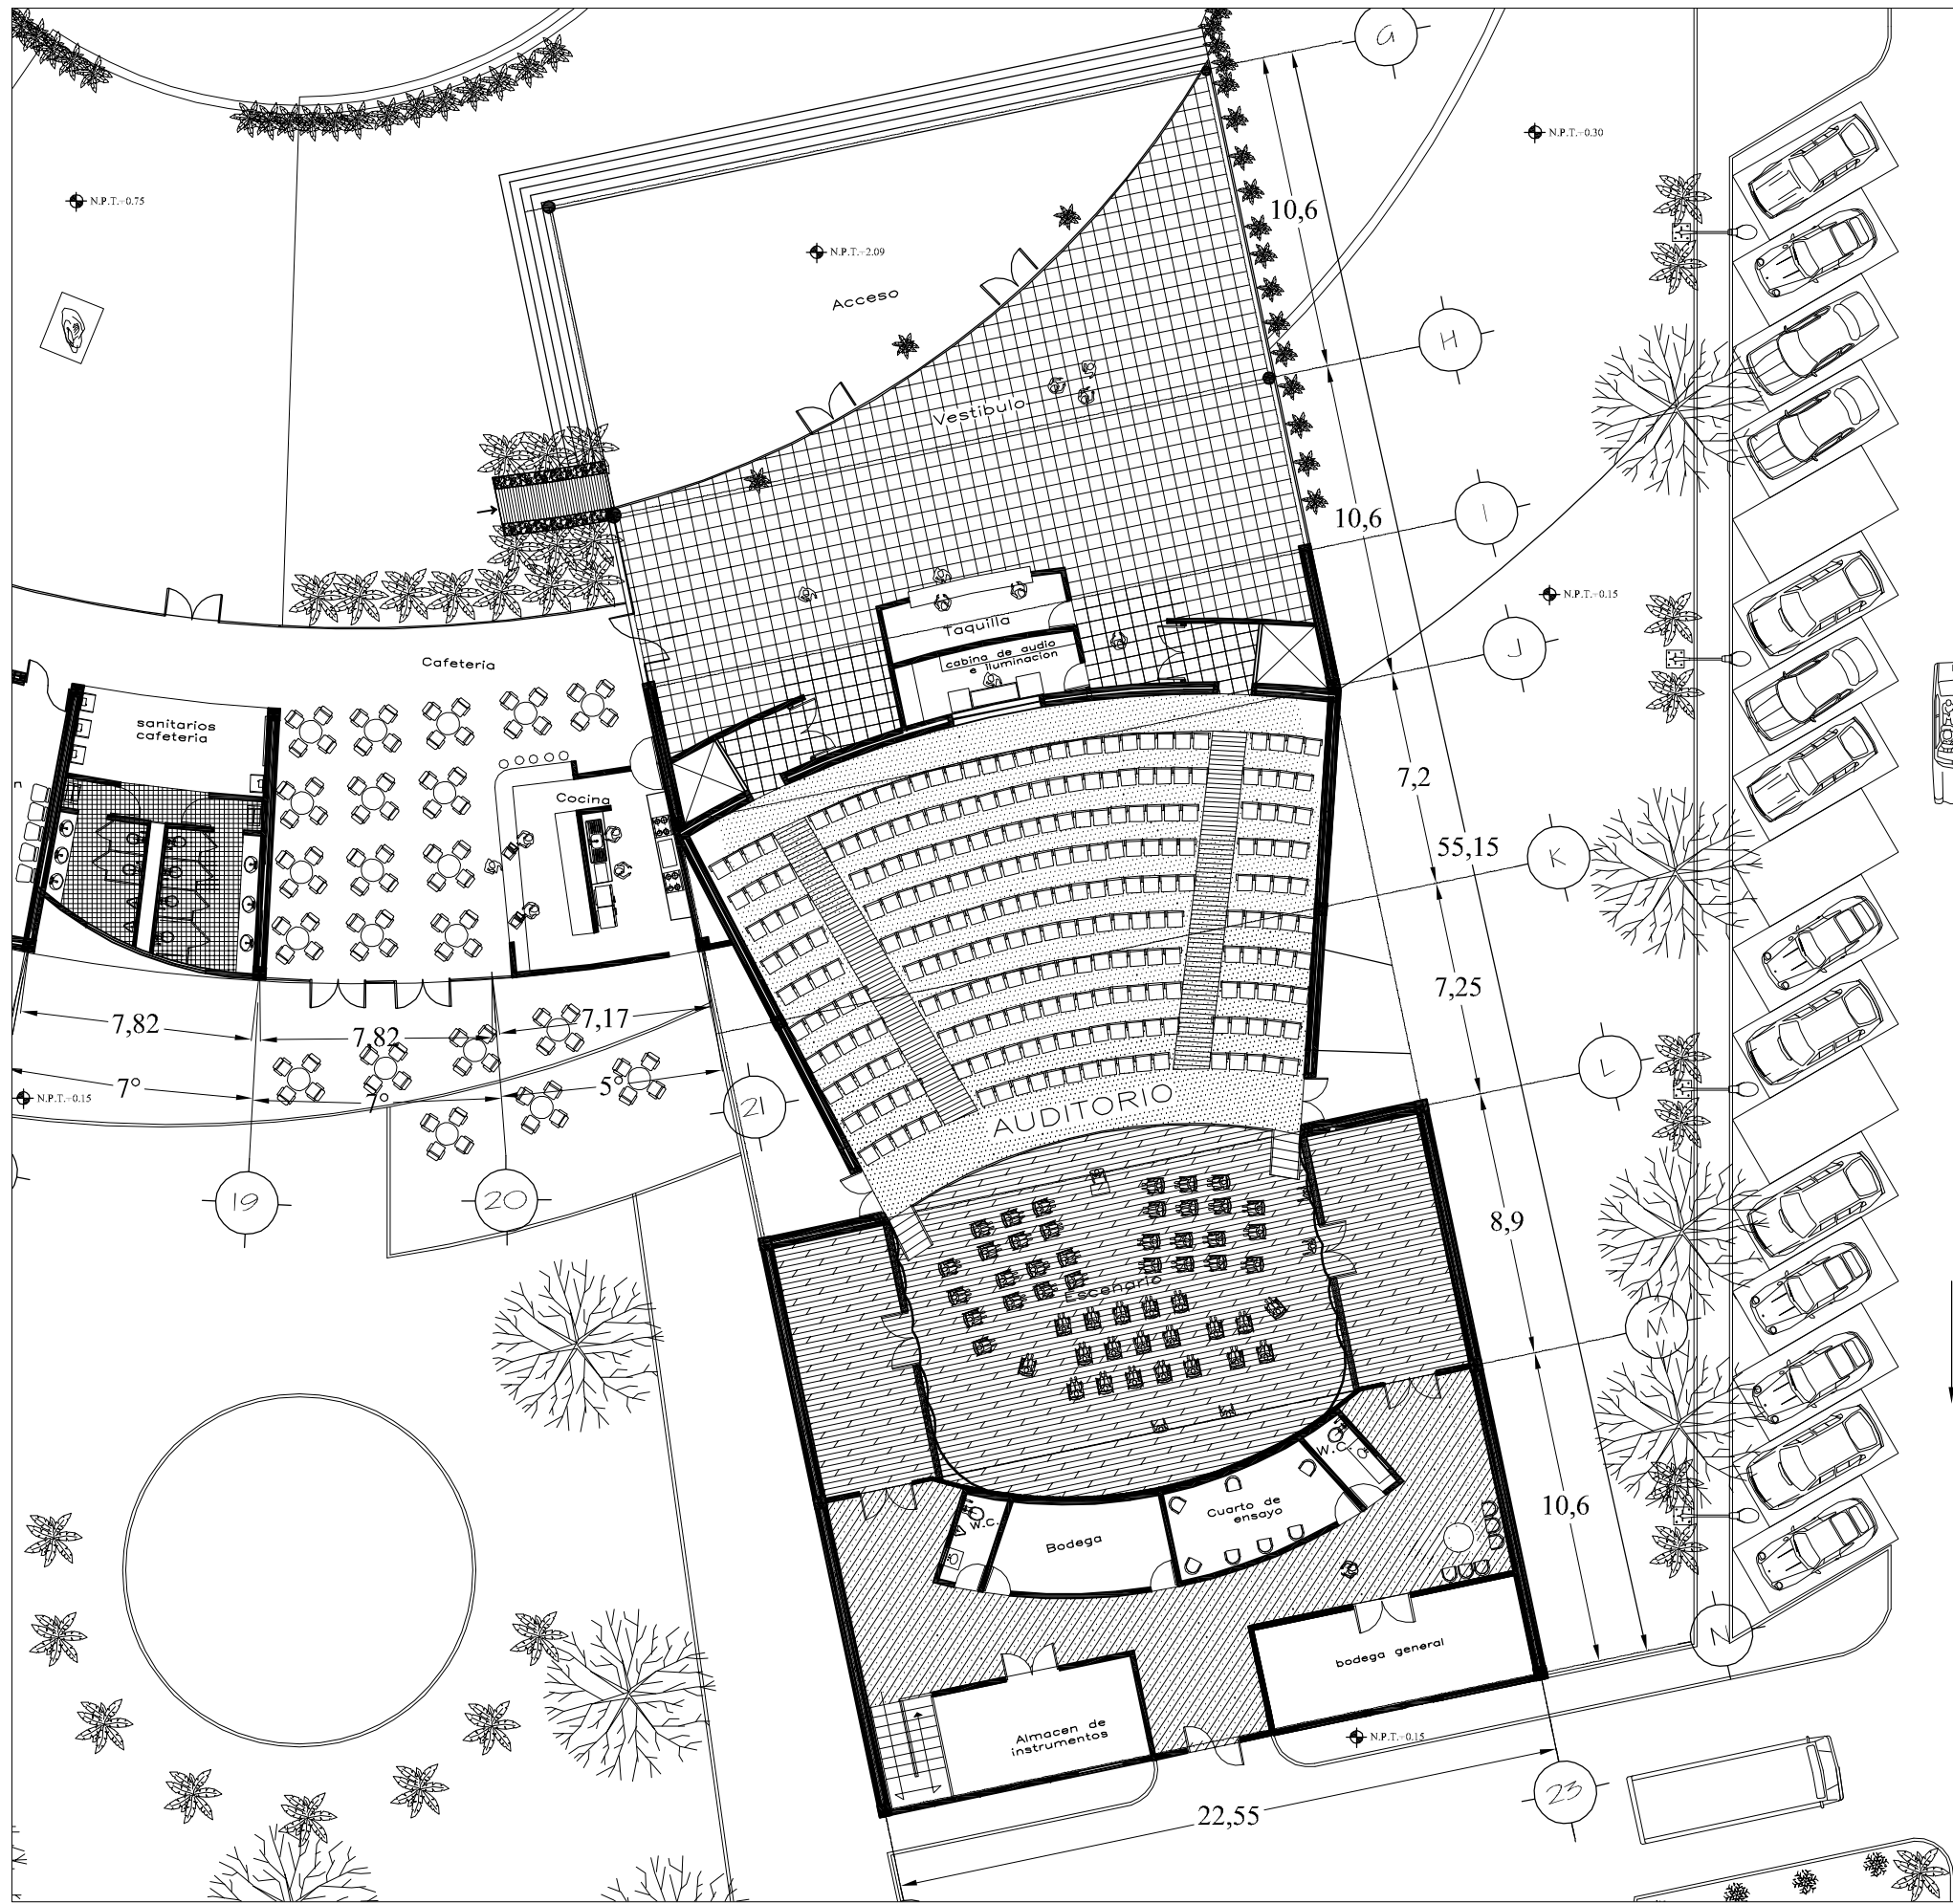 G
N.P.T.+0.30
N.P.T.+0.75
10,6
N.P.T.+2.09
Acceso
H
Vestibulo
I
10,6
N.P.T.+0.15
Taquilla
J
cabina de audio
e iluminacion
Cafeteria
sanitarios
cafeteria
7,2
n
Cocina
55,15
K
7,25
7,82
7,82
7,17
L
7°
7°
5°
N.P.T.+0.15
21
AUDITORIO
19
20
8,9
Escenario
M
W.C.
10,6
Cuarto de
ensayo
W.C.
Bodega
N
bodega general
Almacen de
instrumentos
N.P.T.+0.15
23
22,55